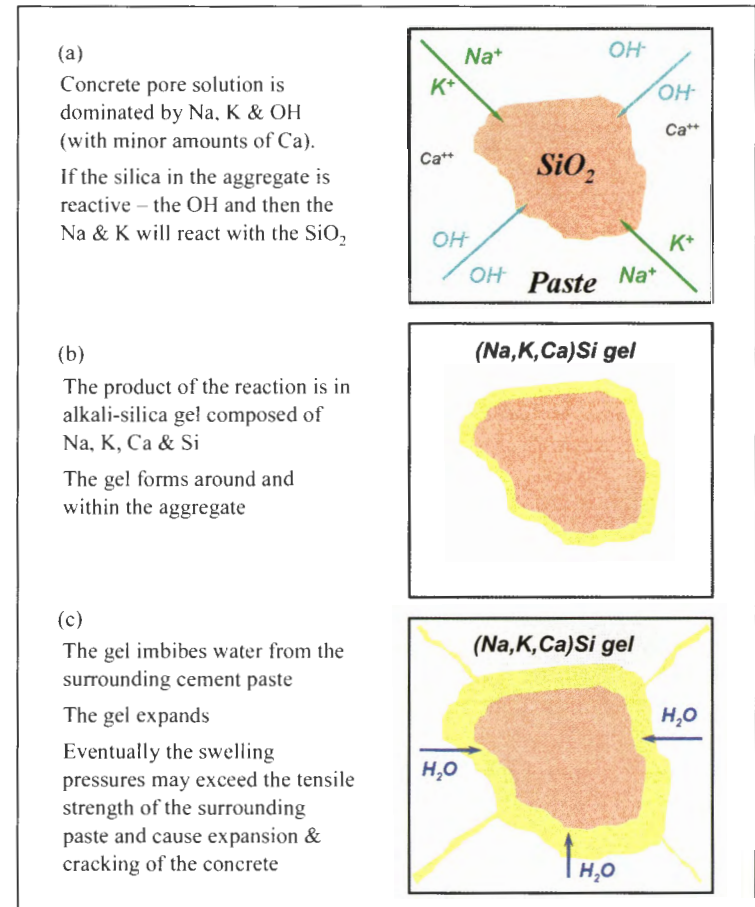 (a)
Concrete pore solution is
dominated by Na, K & OH
(with minor amounts of Ca).
If the silica in the aggregate is
reactive – the OH and then the
Na & K will react with the SiO₂
Na⁺
K⁺
OH⁻
OH⁻
Ca⁺⁺
Ca⁺⁺
SiO₂
OH⁻
OH⁻
K⁺
Na⁺
Paste
(b)
The product of the reaction is in
alkali-silica gel composed of
Na, K, Ca & Si
The gel forms around and
within the aggregate
(Na,K,Ca)Si gel
(c)
The gel imbibes water from the
surrounding cement paste
The gel expands
Eventually the swelling
pressures may exceed the tensile
strength of the surrounding
paste and cause expansion &
cracking of the concrete
(Na,K,Ca)Si gel
H₂O
H₂O
H₂O